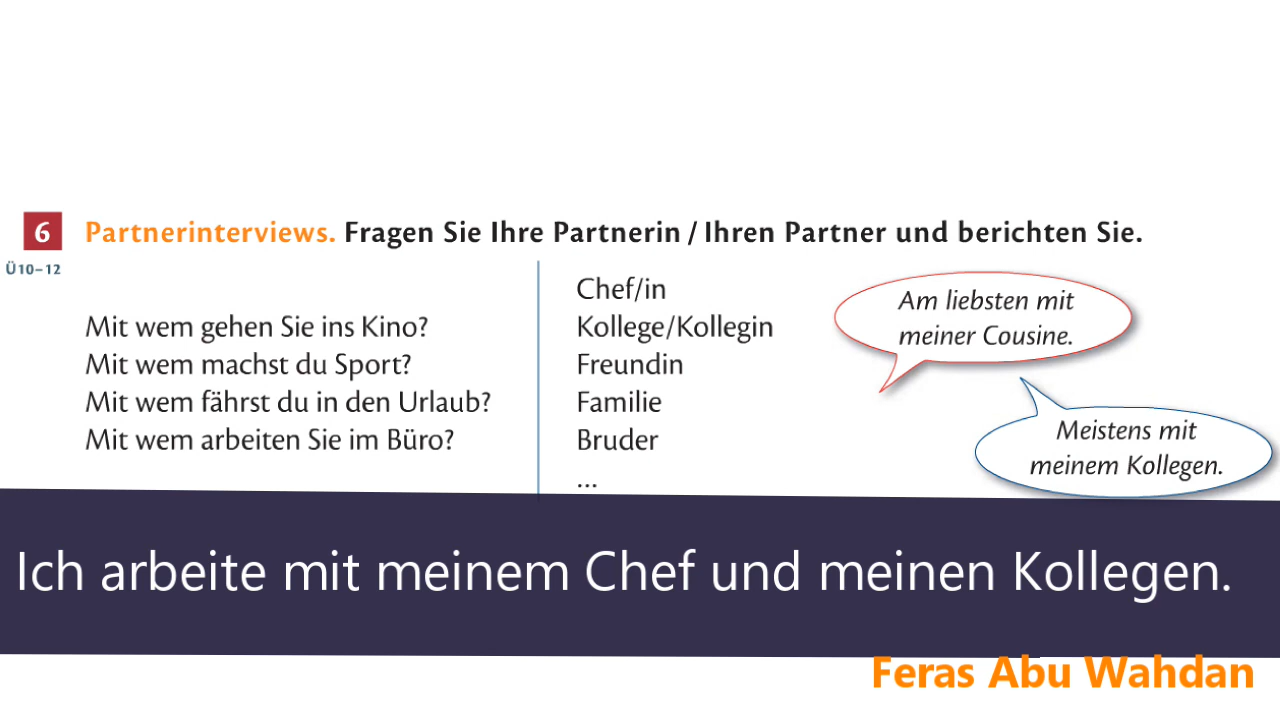 6 Partnerinterviews. Fragen Sie Ihre Partnerin / Ihren Partner und berichten Sie.
Ü10–12
Mit wem gehen Sie ins Kino?
Mit wem machst du Sport?
Mit wem fährst du in den Urlaub?
Mit wem arbeiten Sie im Büro?
Chef/in
Kollege/Kollegin
Freundin
Familie
Bruder
...
Am liebsten mit
meiner Cousine.
Meistens mit
meinem Kollegen.
Ich arbeite mit meinem Chef und meinen Kollegen.
Feras Abu Wahdan